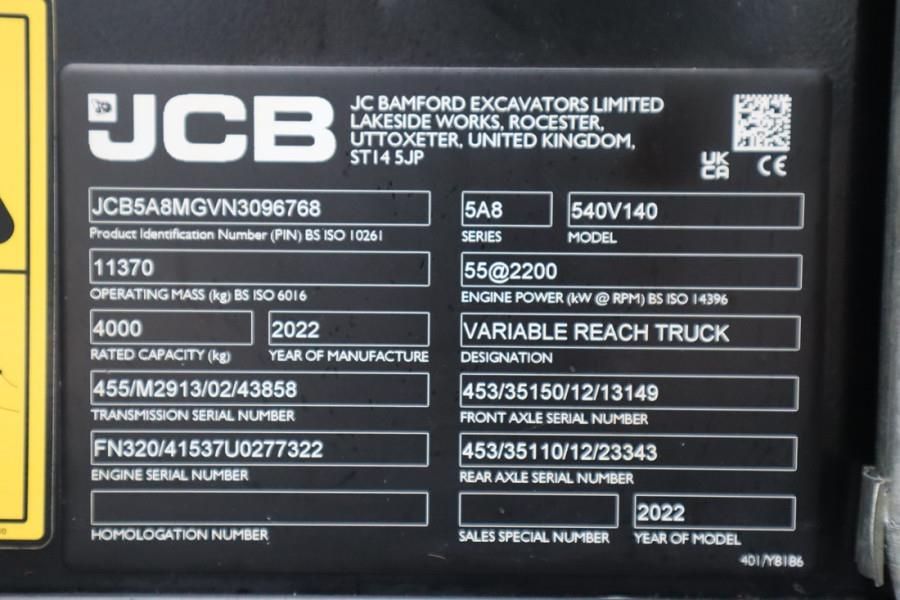 JCB
JC BAMFORD EXCAVATORS LIMITED
LAKESIDE WORKS, ROCESTER,
UTTOXETER, UNITED KINGDOM,
ST14 5JP
UK
CA
CE
JCB5A8MGVN3096768
Product Identification Number (PIN) BS ISO 10261
5A8
SERIES
540V140
MODEL
11370
OPERATING MASS (kg) BS ISO 6016
55@2200
ENGINE POWER (kW @ RPM) BS ISO 14396
4000
RATED CAPACITY (kg)
2022
YEAR OF MANUFACTURE
VARIABLE REACH TRUCK
DESIGNATION
455/M2913/02/43858
TRANSMISSION SERIAL NUMBER
453/35150/12/13149
FRONT AXLE SERIAL NUMBER
FN320/41537U0277322
ENGINE SERIAL NUMBER
453/35110/12/23343
REAR AXLE SERIAL NUMBER
HOMOLOGATION NUMBER
SALES SPECIAL NUMBER
2022
YEAR OF MODEL
401/Y8186